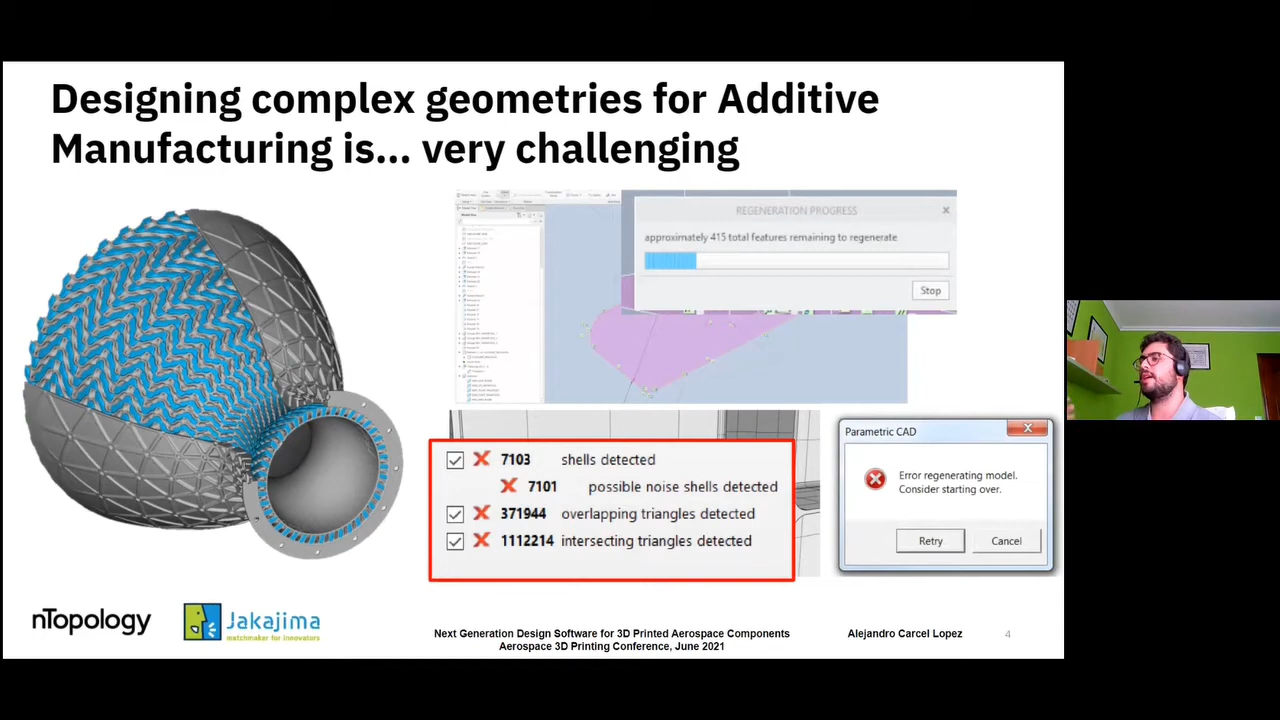 Designing complex geometries for Additive
Manufacturing is... very challenging
REGENERATION PROGRESS
approximately 415 total features remaining to regenerate
Stop
7103 shells detected
7101 possible noise shells detected
371944 overlapping triangles detected
1112214 intersecting triangles detected
Parametric CAD
Error regenerating model.
Consider starting over.
Retry Cancel
nTopology
Jakajima
matchmaker for innovators
Next Generation Design Software for 3D Printed Aerospace Components
Aerospace 3D Printing Conference, June 2021
Alejandro Carcel Lopez
4